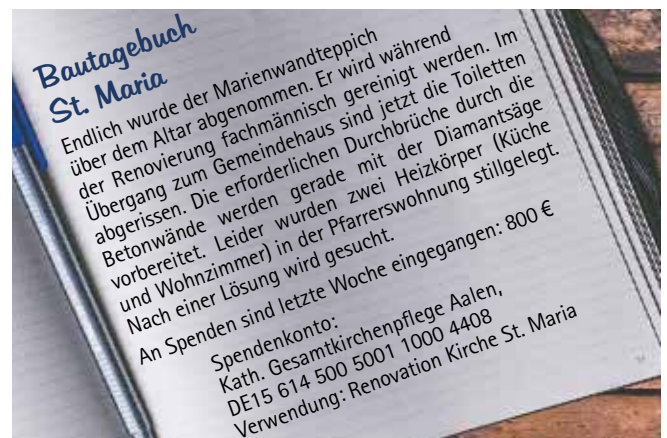 Bautagebuch
St. Maria
Endlich wurde der Marienwandteppich
über dem Altar abgenommen. Er wird während
der Renovierung fachmännisch gereinigt werden. Im
Übergang zum Gemeindehaus sind jetzt die Toiletten
abgerissen. Die erforderlichen Durchbrüche durch die
Betonwände werden gerade mit der Diamantsäge
vorbereitet. Leider wurden zwei Heizkörper (Küche
und Wohnzimmer) in der Pfarrerswohnung stillgelegt.
Nach einer Lösung wird gesucht.
An Spenden sind letzte Woche eingegangen: 800 €
Spendenkonto:
Kath. Gesamtkirchenpflege Aalen,
DE15 614 500 5001 1000 4408
Verwendung: Renovation Kirche St. Maria